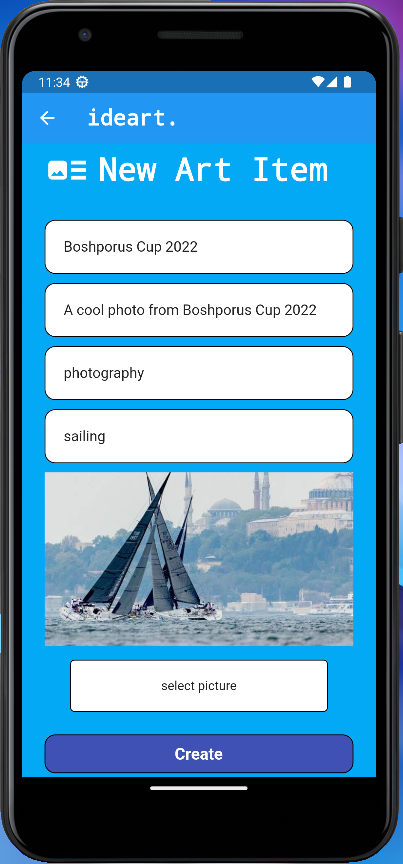 11:34
ideart.
New Art Item
Boshporus Cup 2022
A cool photo from Boshporus Cup 2022
photography
sailing
select picture
Create